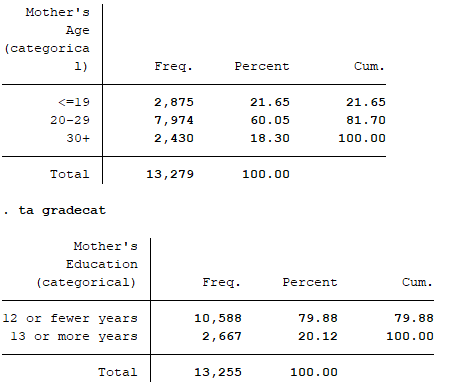 Mother's
Age
(categorica
l) Freq. Percent Cum.
<=19 2,875 21.65 21.65
20-29 7,974 60.05 81.70
30+ 2,430 18.30 100.00
Total 13,279 100.00
. ta gradecat
Mother's
Education
(categorical) Freq. Percent Cum.
12 or fewer years 10,588 79.88 79.88
13 or more years 2,667 20.12 100.00
Total 13,255 100.00